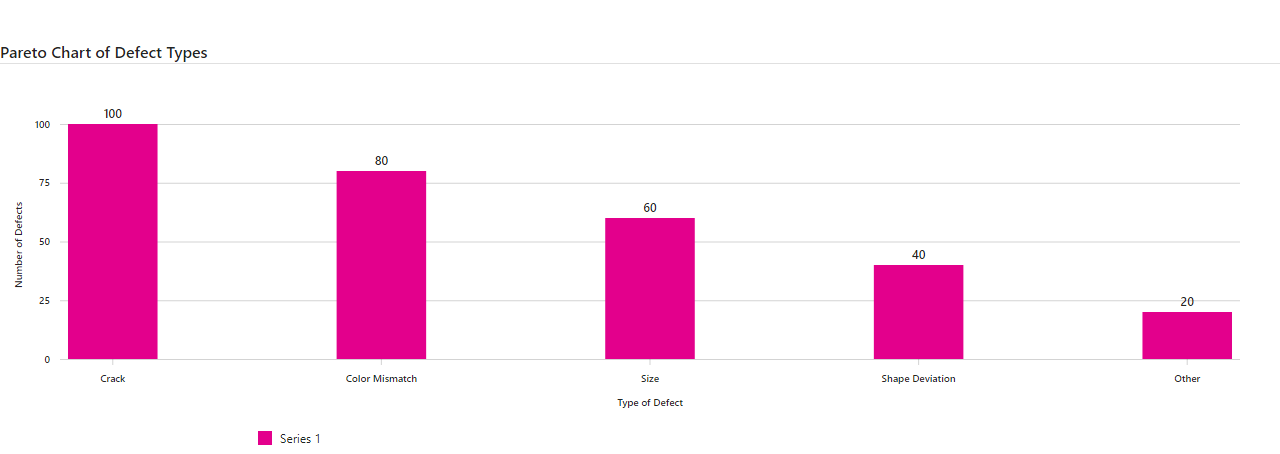 Pareto Chart of Defect Types
100
80
60
40
20
100
75
50
25
0
Number of Defects
Crack
Color Mismatch
Size
Shape Deviation
Other
Type of Defect
Series 1